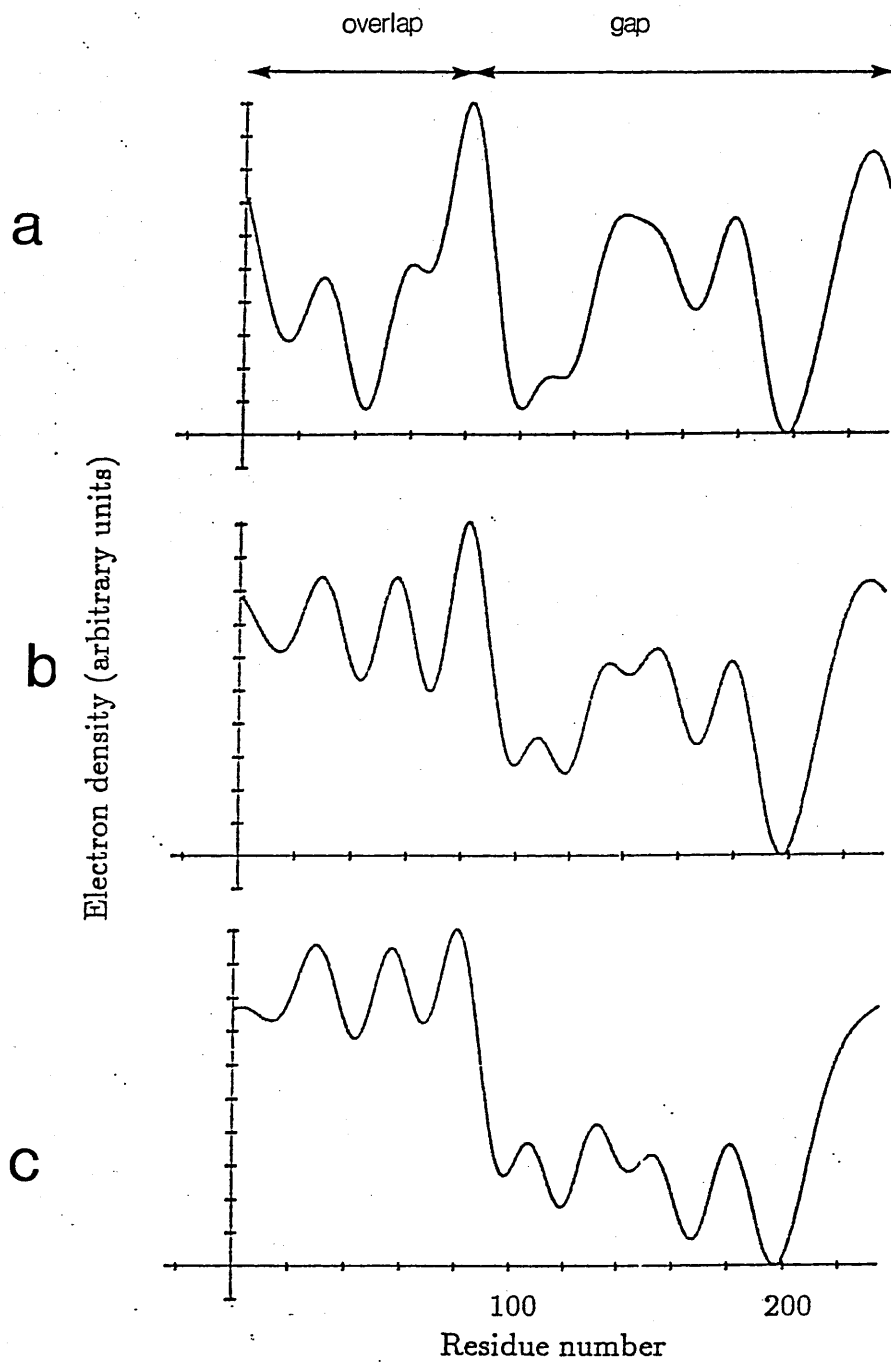 overlap gap
a
Electron density (arbitrary units)
b
c
100 200
Residue number